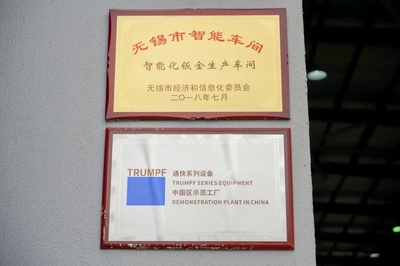 无锡市智能车间
智能化钣金生产车间
无锡市经济和信息化委员会
二〇一八年七月
TRUMPF
通快系列设备
TRUMPF SERIES EQUIPMENT
中国区示范工厂
DEMONSTRATION PLANT IN CHINA